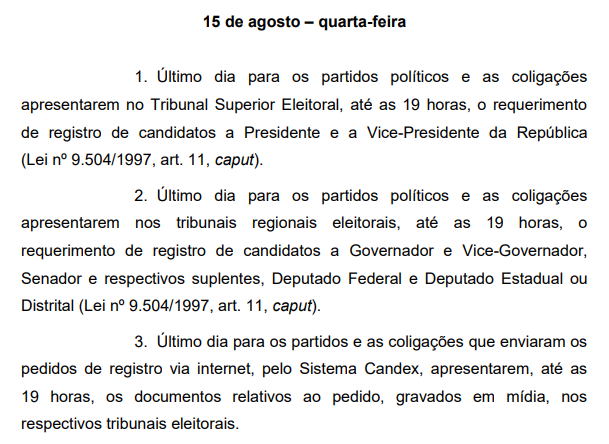 15 de agosto – quarta-feira
1. Último dia para os partidos políticos e as coligações
apresentarem no Tribunal Superior Eleitoral, até as 19 horas, o requerimento
de registro de candidatos a Presidente e a Vice-Presidente da República
(Lei nº 9.504/1997, art. 11, caput).
2. Último dia para os partidos políticos e as coligações
apresentarem nos tribunais regionais eleitorais, até as 19 horas, o
requerimento de registro de candidatos a Governador e Vice-Governador,
Senador e respectivos suplentes, Deputado Federal e Deputado Estadual ou
Distrital (Lei nº 9.504/1997, art. 11, caput).
3. Último dia para os partidos e as coligações que enviaram os
pedidos de registro via internet, pelo Sistema Candex, apresentarem, até as
19 horas, os documentos relativos ao pedido, gravados em mídia, nos
respectivos tribunais eleitorais.